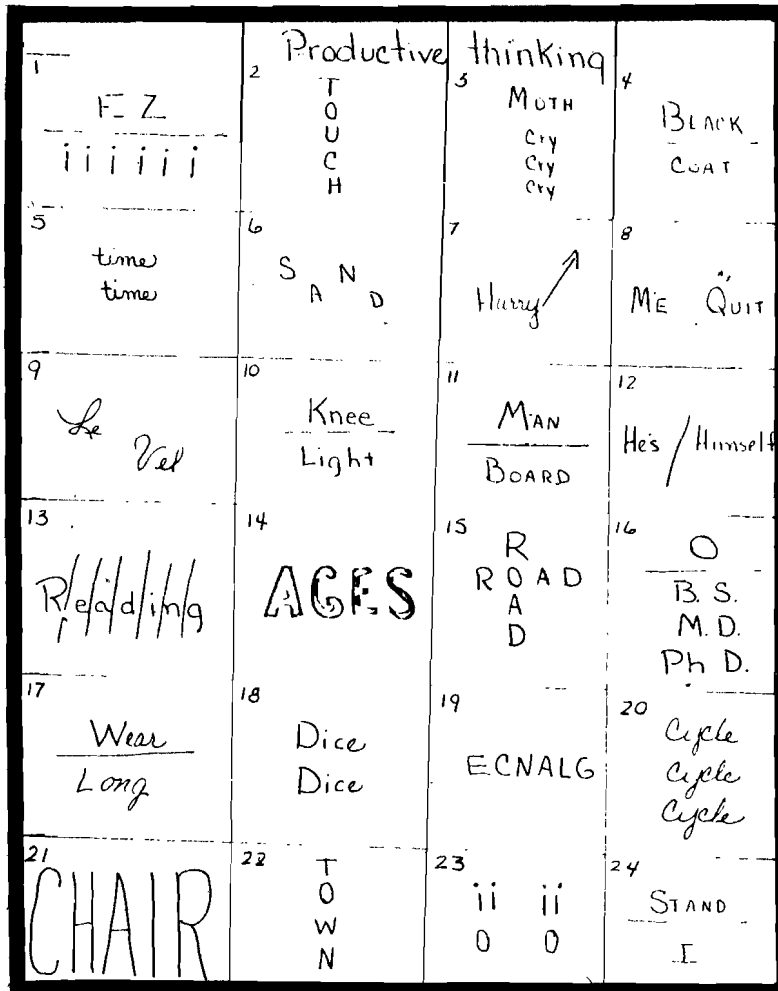 Productive thinking
1
FEZ
i i i i i i
2
T
O
U
C
H
3
MOTH
Cry
Cry
Cry
4
BLACK
COAT
5
time
time
6
S A N D
7
Hurry
8
ME QUIT
9
Le
Vel
10
Knee
Light
11
MAN
BOARD
12
He's / Himself
13
R/e/a/d/i/n/g
14
AGES
15
R
ROAD
A
D
16
O
B.S.
M.D.
Ph D.
17
Wear
Long
18
Dice
Dice
19
ECNALG
20
Cycle
Cycle
Cycle
21
CHAIR
22
T
O
W
N
23
ii ii
O O
24
STAND
I